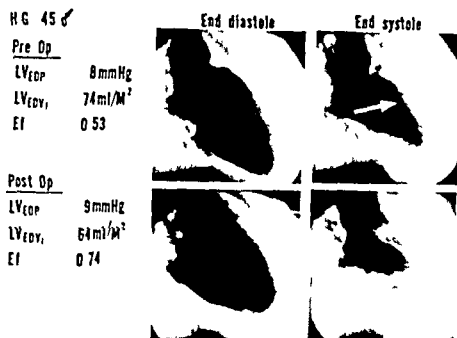 HG 45 ♂
End diastole
End systole
Pre Op
LVEDP 8mmHg
LVEDVI 74ml/M²
Ef 0 53
Post Op
LVEDP 9mmHg
LVEDVI 64ml/M²
Ef 0 74